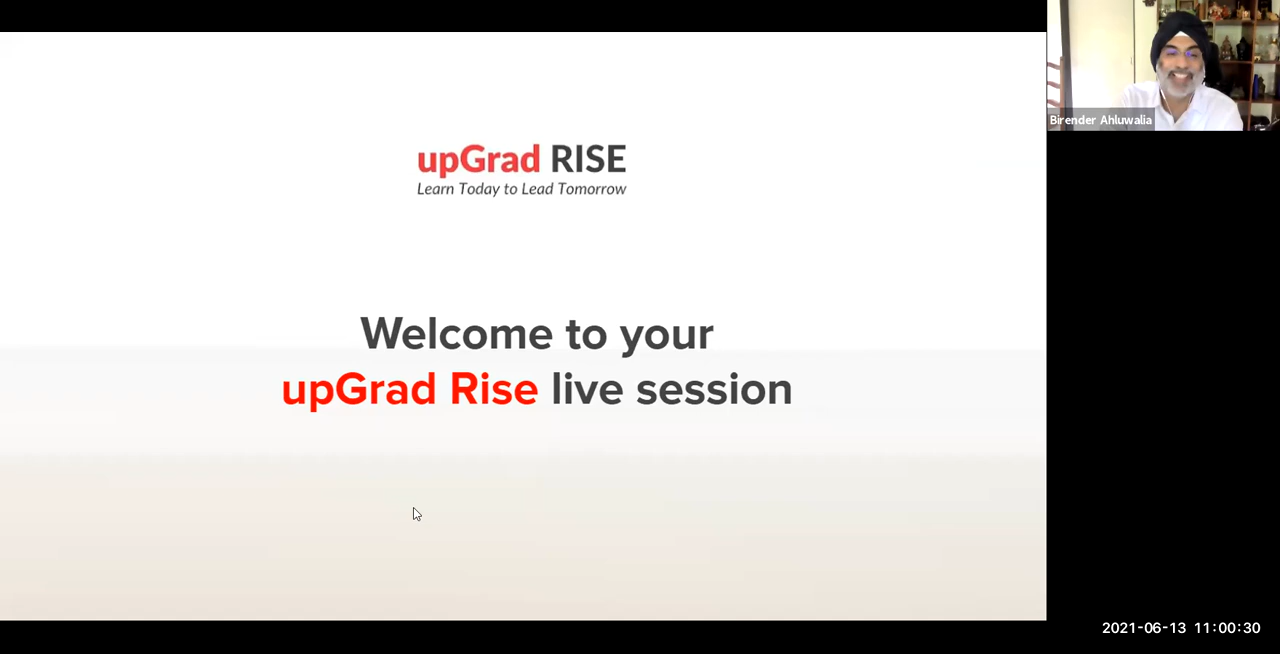 Birender Ahluwalia
upGrad RISE
Learn Today to Lead Tomorrow
Welcome to your
upGrad Rise live session
2021-06-13 11:00:30